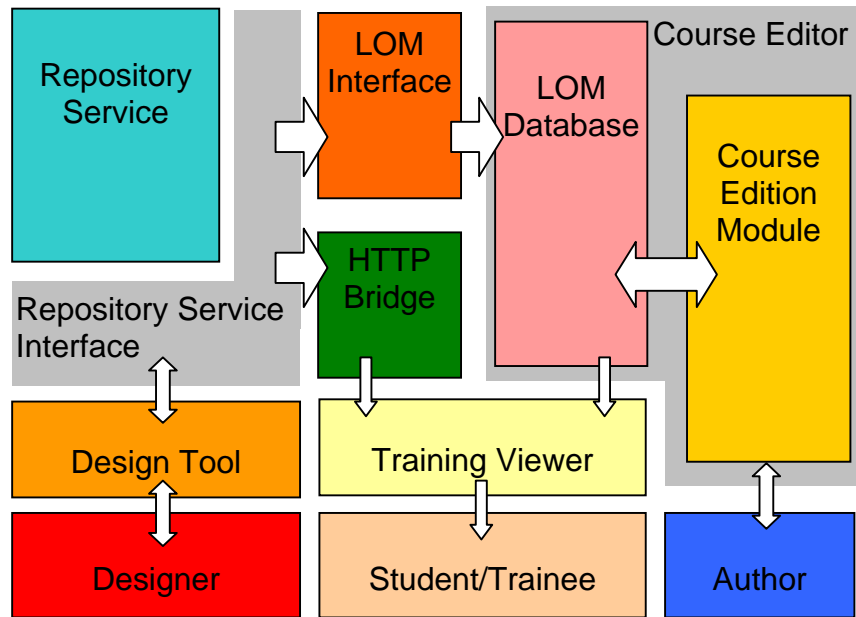 Repository
Service
LOM
Interface
LOM
Database
Course Editor
Course
Edition
Module
HTTP
Bridge
Repository Service
Interface
Design Tool
Training Viewer
Designer
Student/Trainee
Author